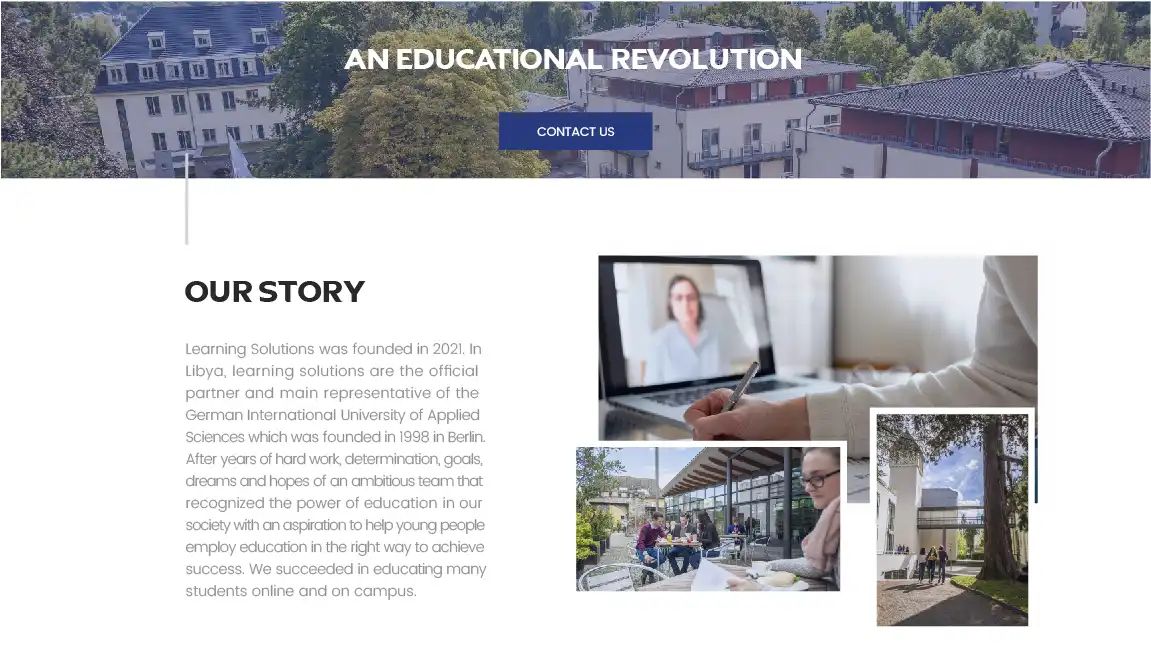 AN EDUCATIONAL REVOLUTION
CONTACT US
OUR STORY
Learning Solutions was founded in 2021. In
Libya, learning solutions are the official
partner and main representative of the
German International University of Applied
Sciences which was founded in 1998 in Berlin.
After years of hard work, determination, goals,
dreams and hopes of an ambitious team that
recognized the power of education in our
society with an aspiration to help young people
employ education in the right way to achieve
success. We succeeded in educating many
students online and on campus.